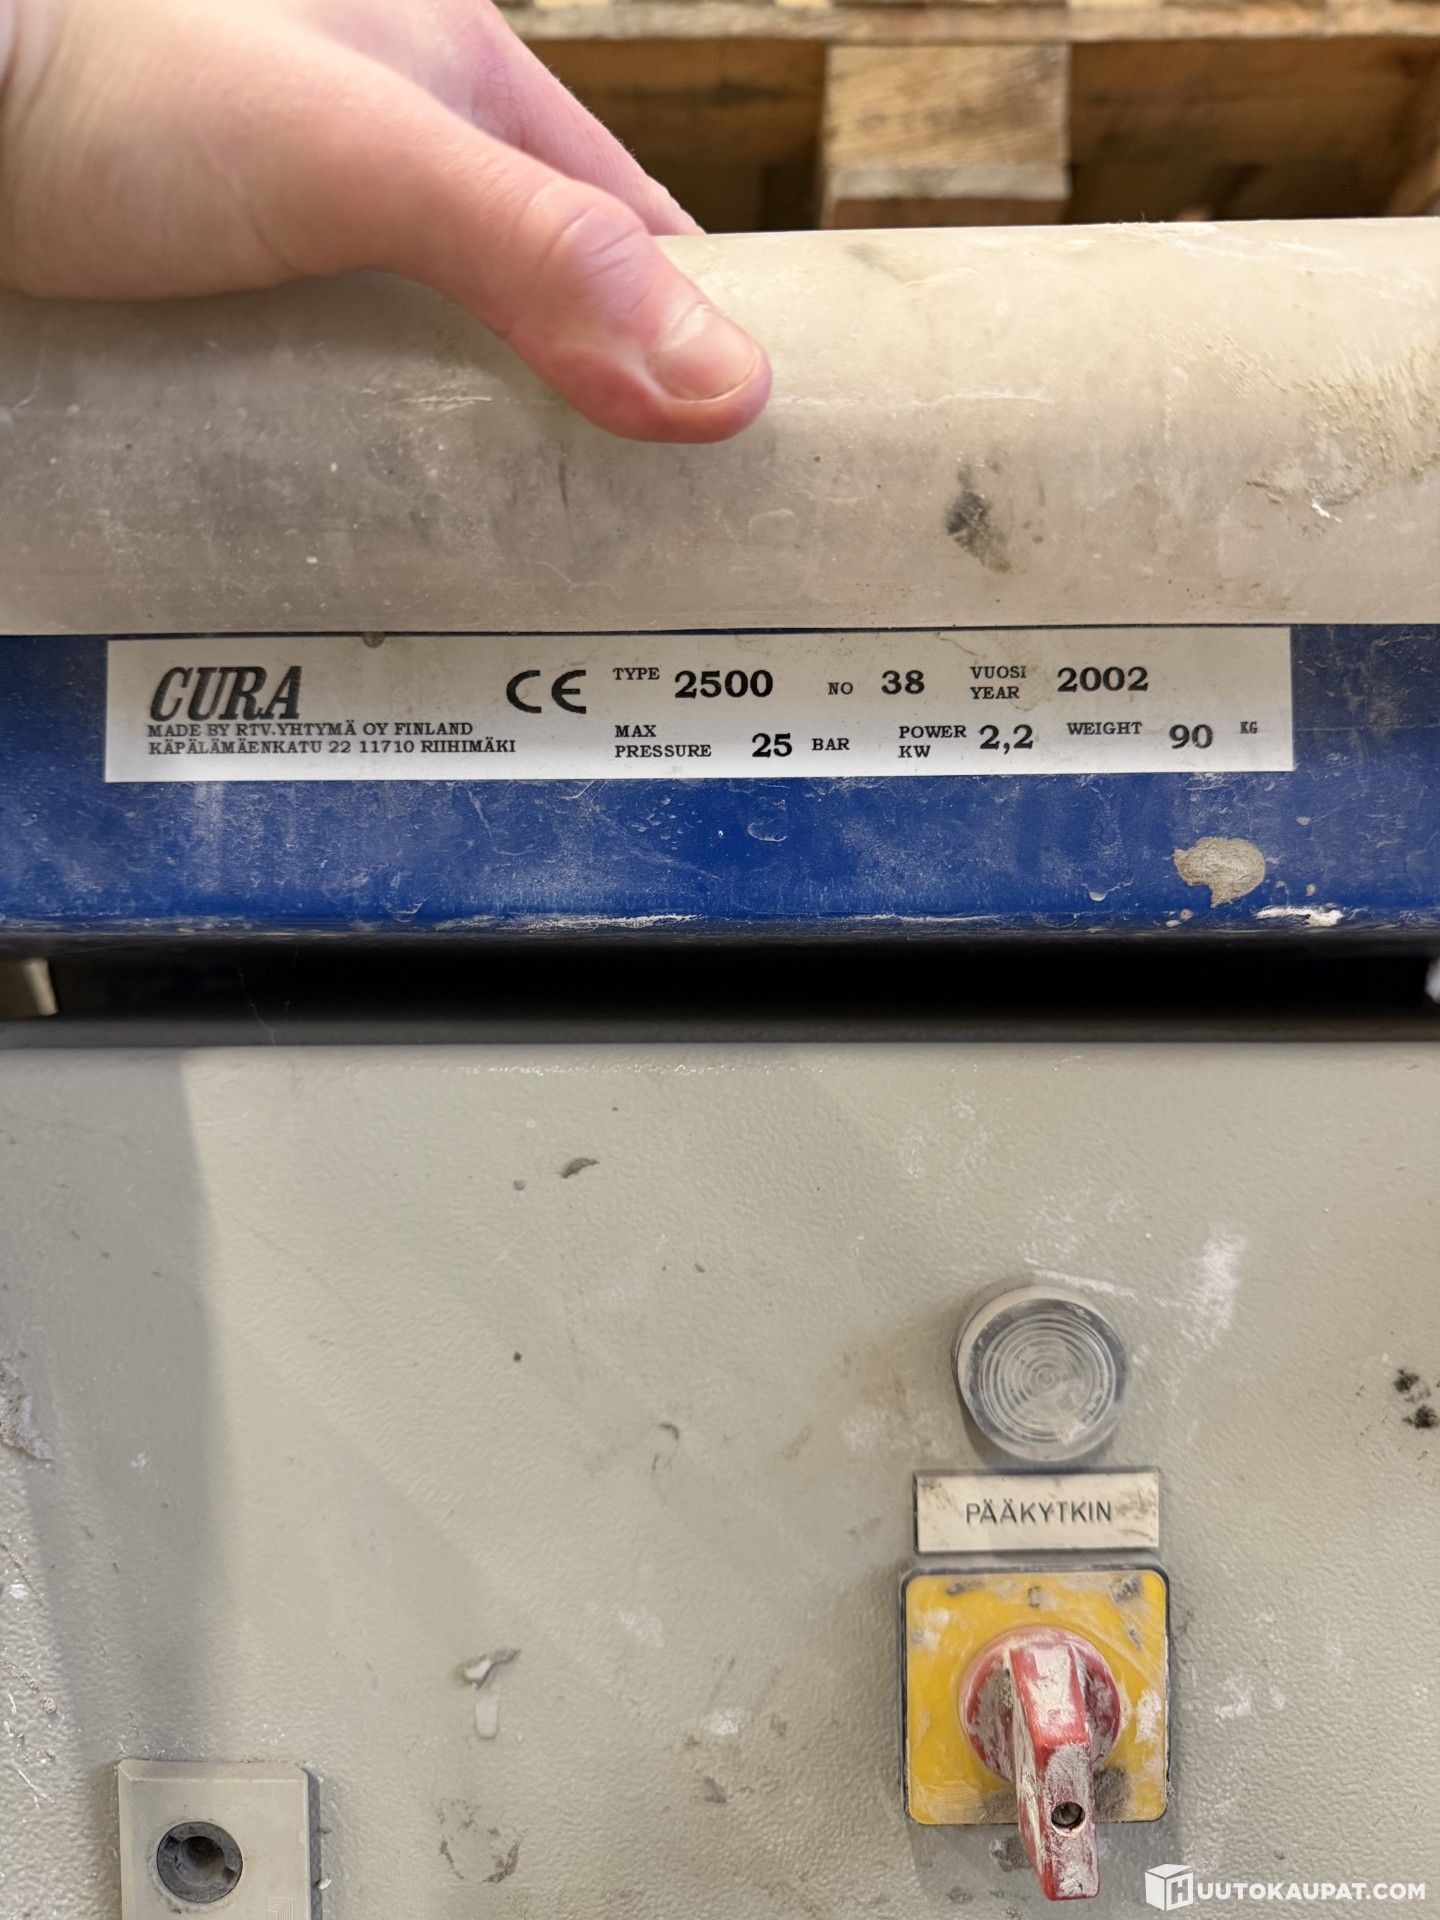 CURA
MADE BY RTV.YHTYMÄ OY FINLAND
KÄPÄLÄMÄENKATU 22 11710 RIIHIMÄKI
CE
TYPE 2500 NO 38 VUOSI YEAR 2002
MAX PRESSURE 25 BAR POWER KW 2,2 WEIGHT 90 KG
PÄÄKYTKIN
HUUTOKAUPAT.COM